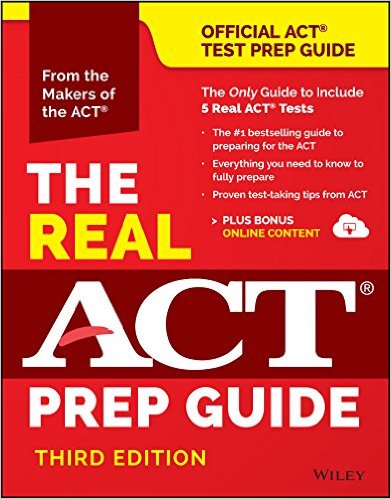 OFFICIAL ACT®
TEST PREP GUIDE
From the
Makers of
the ACT®
The Only Guide to Include
5 Real ACT® Tests
• The #1 bestselling guide to
preparing for the ACT
• Everything you need to know to
fully prepare
• Proven test-taking tips from ACT
> PLUS BONUS
ONLINE CONTENT
THE
REAL
ACT®
PREP GUIDE
THIRD EDITION
WILEY